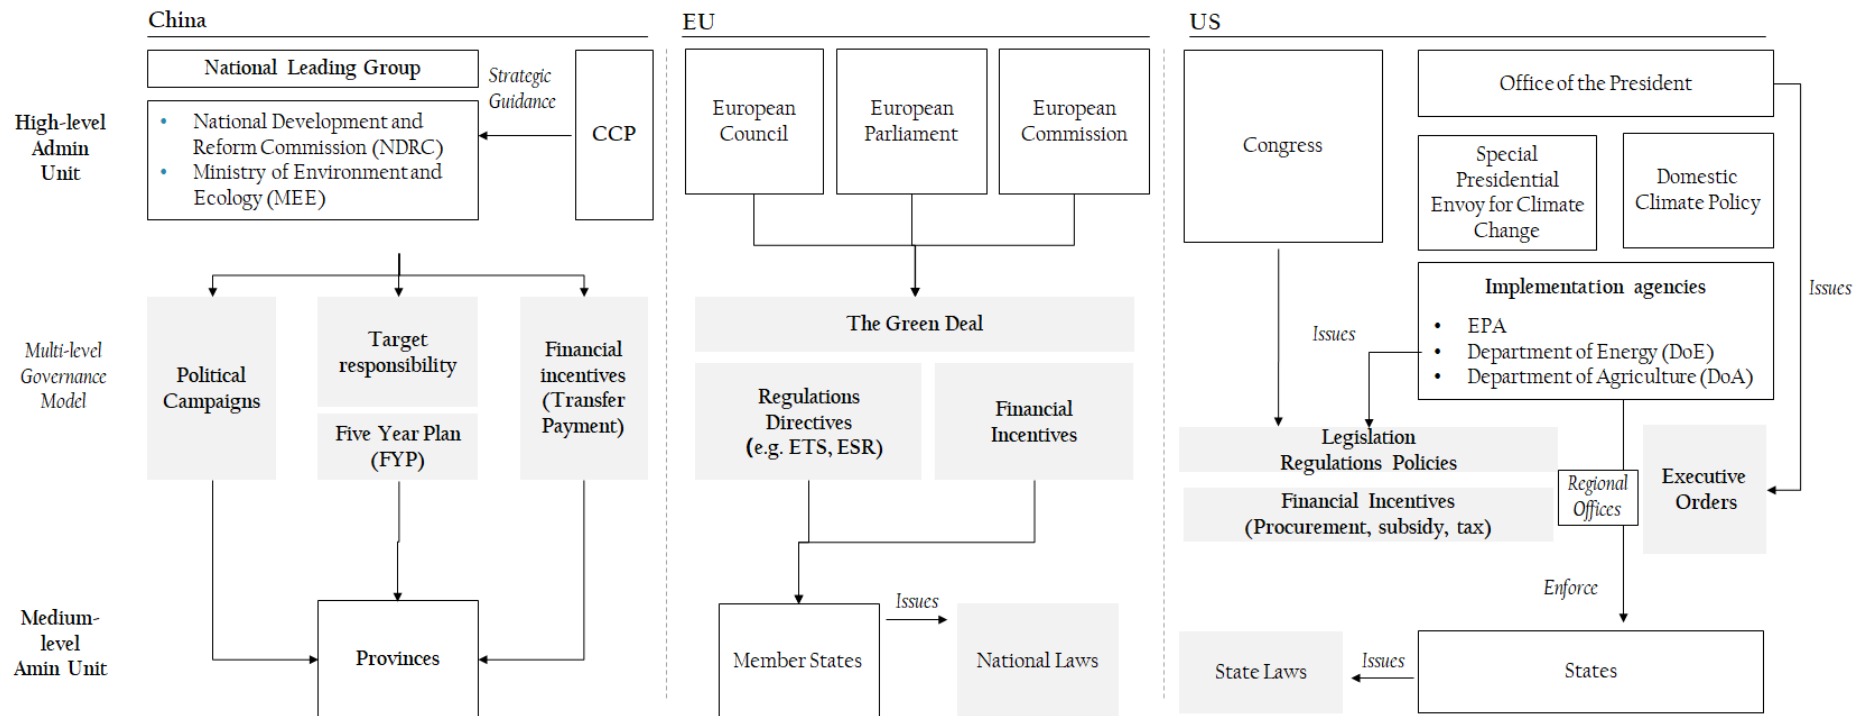 China
EU
US
High-level
Admin
Unit
Multi-level
Governance
Model
Medium-
level
Amin Unit
National Leading Group
• National Development and
Reform Commission (NDRC)
• Ministry of Environment and
Ecology (MEE)
Strategic
Guidance
CCP
Political
Campaigns
Target
responsibility
Five Year Plan
(FYP)
Financial
incentives
(Transfer
Payment)
Provinces
European
Council
European
Parliament
European
Commission
The Green Deal
Regulations
Directives
(e.g. ETS, ESR)
Financial
Incentives
Member States
Issues
National Laws
Congress
Office of the President
Special
Presidential
Envoy for Climate
Change
Domestic
Climate Policy
Implementation agencies
• EPA
• Department of Energy (DoE)
• Department of Agriculture (DoA)
Issues
Issues
Legislation
Regulations Policies
Financial Incentives
(Procurement, subsidy, tax)
Regional
Offices
Executive
Orders
Enforce
State Laws
Issues
States